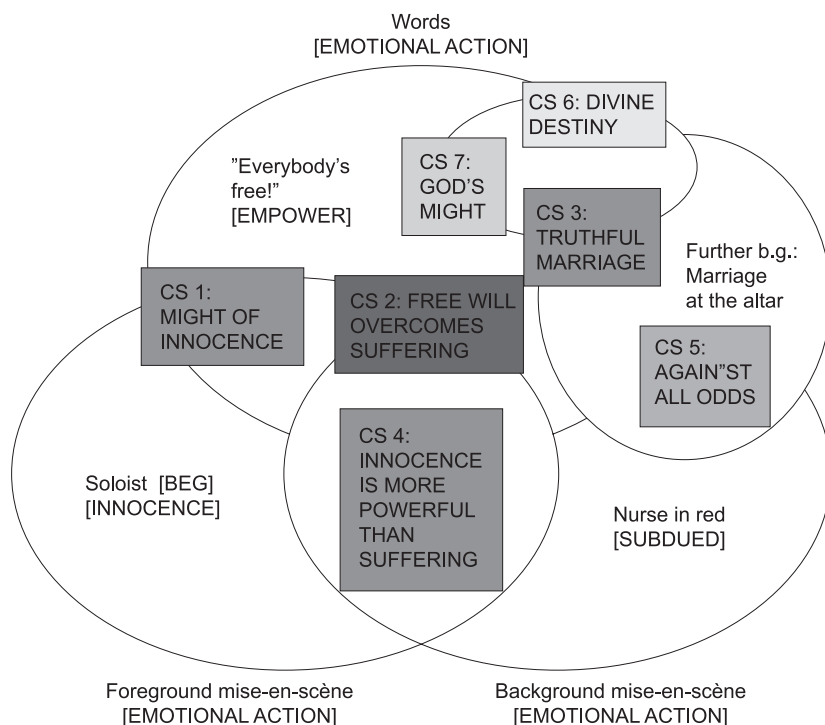 Words
[EMOTIONAL ACTION]
CS 6: DIVINE
DESTINY
"Everybody's
free!"
[EMPOWER]
CS 7:
GOD'S
MIGHT
CS 3:
TRUTHFUL
MARRIAGE
Further b.g.:
Marriage
at the altar
CS 1:
MIGHT OF
INNOCENCE
CS 2: FREE WILL
OVERCOMES
SUFFERING
CS 5:
AGAIN"ST
ALL ODDS
CS 4:
INNOCENCE
IS MORE
POWERFUL
THAN
SUFFERING
Soloist [BEG]
[INNOCENCE]
Nurse in red
[SUBDUED]
Foreground mise-en-scène
[EMOTIONAL ACTION]
Background mise-en-scène
[EMOTIONAL ACTION]